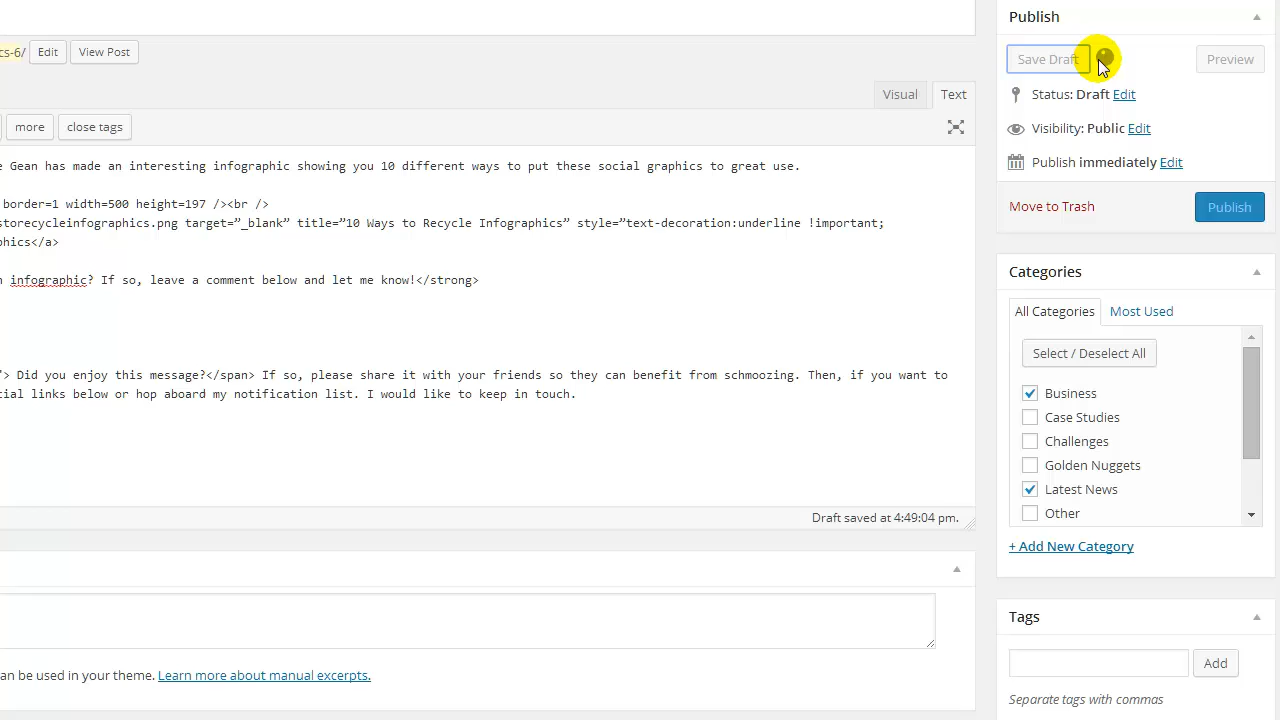 cs-6/ Edit View Post
Visual Text
more close tags
e Gean has made an interesting infographic showing you 10 different ways to put these social graphics to great use.
border=1 width=500 height=197 /><br />
storecycleinfographics.png target=”_blank” title=”10 Ways to Recycle Infographics” style=”text-decoration:underline !important;
phics</a>
n infographic? If so, leave a comment below and let me know!</strong>
"> Did you enjoy this message?</span> If so, please share it with your friends so they can benefit from schmoozing. Then, if you want to
cial links below or hop aboard my notification list. I would like to keep in touch.
Draft saved at 4:49:04 pm.
an be used in your theme. Learn more about manual excerpts.
Publish
Save Draft Preview
Status: Draft Edit
Visibility: Public Edit
Publish immediately Edit
Move to Trash Publish
Categories
All Categories Most Used
Select / Deselect All
Business
Case Studies
Challenges
Golden Nuggets
Latest News
Other
+ Add New Category
Tags
Add
Separate tags with commas